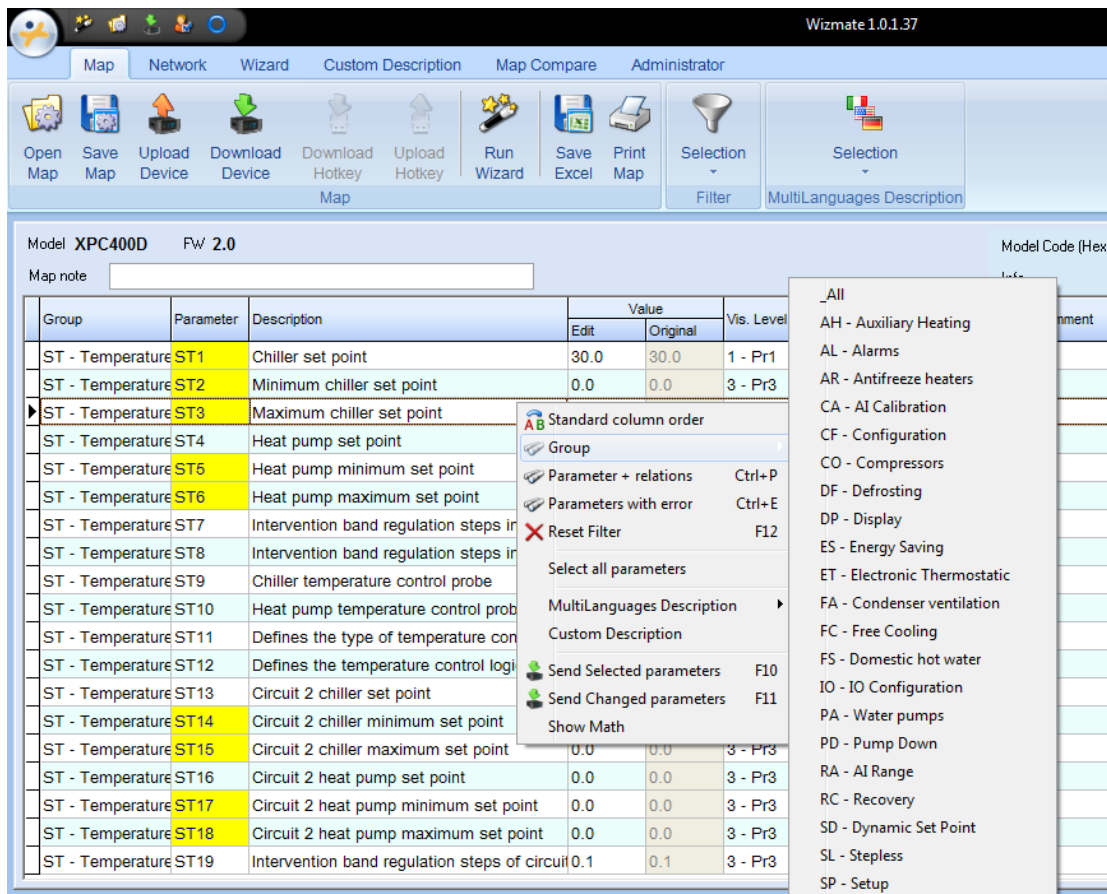 Wizmate 1.0.1.37
Map Network Wizard Custom Description Map Compare Administrator
Open Map
Save Map
Upload Device
Download Device
Download Hotkey
Upload Hotkey
Run Wizard
Save Excel
Print Map
Selection
Selection
Map
Filter
MultiLanguages Description
Model XPC400D FW 2.0
Model Code (Hex
Map note
Group Parameter Description Value Vis. Level
Edit Original
ST - Temperature ST1 Chiller set point 30.0 30.0 1 - Pr1
ST - Temperature ST2 Minimum chiller set point 0.0 0.0 3 - Pr3
ST - Temperature ST3 Maximum chiller set point
ST - Temperature ST4 Heat pump set point
ST - Temperature ST5 Heat pump minimum set point
ST - Temperature ST6 Heat pump maximum set point
ST - Temperature ST7 Intervention band regulation steps in
ST - Temperature ST8 Intervention band regulation steps in
ST - Temperature ST9 Chiller temperature control probe
ST - Temperature ST10 Heat pump temperature control prob
ST - Temperature ST11 Defines the type of temperature con
ST - Temperature ST12 Defines the temperature control logi
ST - Temperature ST13 Circuit 2 chiller set point
ST - Temperature ST14 Circuit 2 chiller minimum set point
ST - Temperature ST15 Circuit 2 chiller maximum set point 0.0 0.0 3 - Pr3
ST - Temperature ST16 Circuit 2 heat pump set point 0.0 0.0 3 - Pr3
ST - Temperature ST17 Circuit 2 heat pump minimum set point 0.0 0.0 3 - Pr3
ST - Temperature ST18 Circuit 2 heat pump maximum set point 0.0 0.0 3 - Pr3
ST - Temperature ST19 Intervention band regulation steps of circuit 0.1 0.1 3 - Pr3
Standard column order
Group
Parameter + relations Ctrl+P
Parameters with error Ctrl+E
Reset Filter F12
Select all parameters
MultiLanguages Description
Custom Description
Send Selected parameters F10
Send Changed parameters F11
Show Math
_All
AH - Auxiliary Heating
AL - Alarms
AR - Antifreeze heaters
CA - AI Calibration
CF - Configuration
CO - Compressors
DF - Defrosting
DP - Display
ES - Energy Saving
ET - Electronic Thermostatic
FA - Condenser ventilation
FC - Free Cooling
FS - Domestic hot water
IO - IO Configuration
PA - Water pumps
PD - Pump Down
RA - AI Range
RC - Recovery
SD - Dynamic Set Point
SL - Stepless
SP - Setup